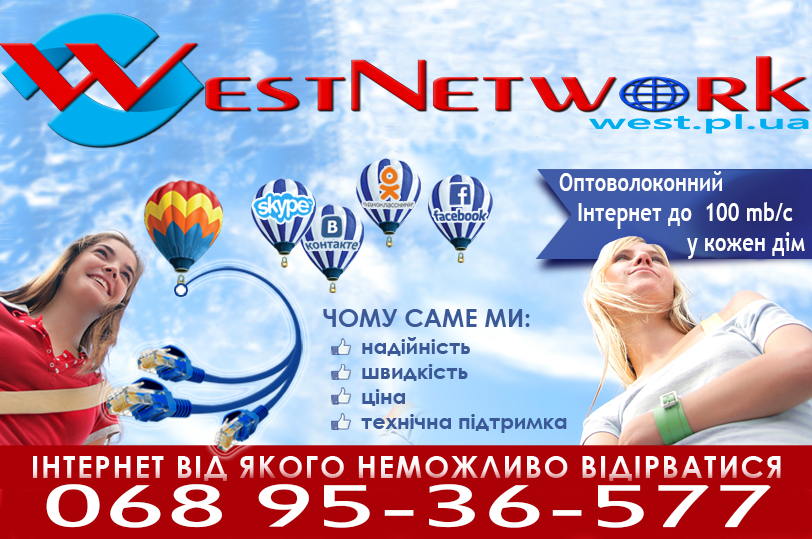 WestNetwork
west.pl.ua
skype
В контакте
одноклассники
facebook
Оптоволоконний
Інтернет до 100 mb/c
у кожен дім
ЧОМУ САМЕ МИ:
надійність
швидкість
ціна
технічна підтримка
ІНТЕРНЕТ ВІД ЯКОГО НЕМОЖЛИВО ВІДІРВАТИСЯ
068 95-36-577